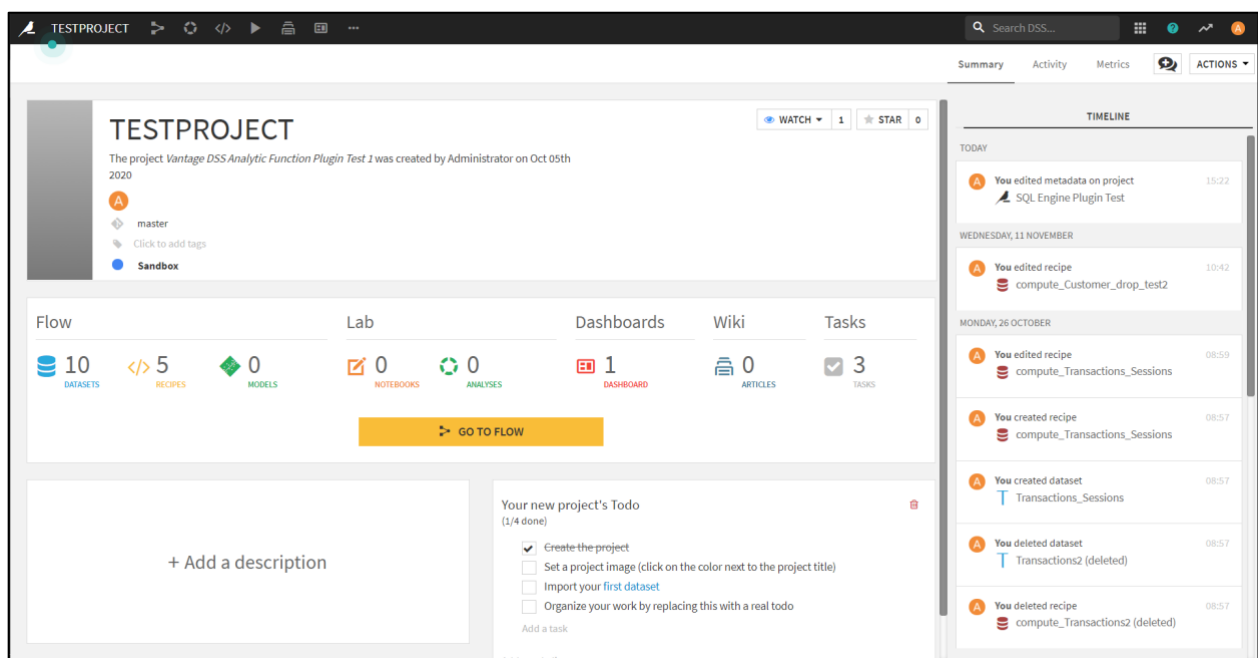 TESTPROJECT
Search DSS...
A
Summary Activity Metrics ACTIONS
TESTPROJECT
WATCH 1 STAR 0
The project Vantage DSS Analytic Function Plugin Test 1 was created by Administrator on Oct 05th
2020
A
master
Click to add tags
Sandbox
Flow Lab Dashboards Wiki Tasks
10 5 0 0 0 1 0 3
DATASETS RECIPES MODELS NOTEBOOKS ANALYSES DASHBOARD ARTICLES TASKS
GO TO FLOW
+ Add a description
Your new project's Todo
(1/4 done)
Create the project
Set a project image (click on the color next to the project title)
Import your first dataset
Organize your work by replacing this with a real todo
Add a task
TIMELINE
TODAY
A You edited metadata on project 15:22
SQL Engine Plugin Test
WEDNESDAY, 11 NOVEMBER
A You edited recipe 10:42
compute_Customer_drop_test2
MONDAY, 26 OCTOBER
A You edited recipe 08:59
compute_Transactions_Sessions
A You created recipe 08:57
compute_Transactions_Sessions
A You created dataset 08:57
Transactions_Sessions
A You deleted dataset 08:57
Transactions2 (deleted)
A You deleted recipe 08:57
compute_Transactions2 (deleted)